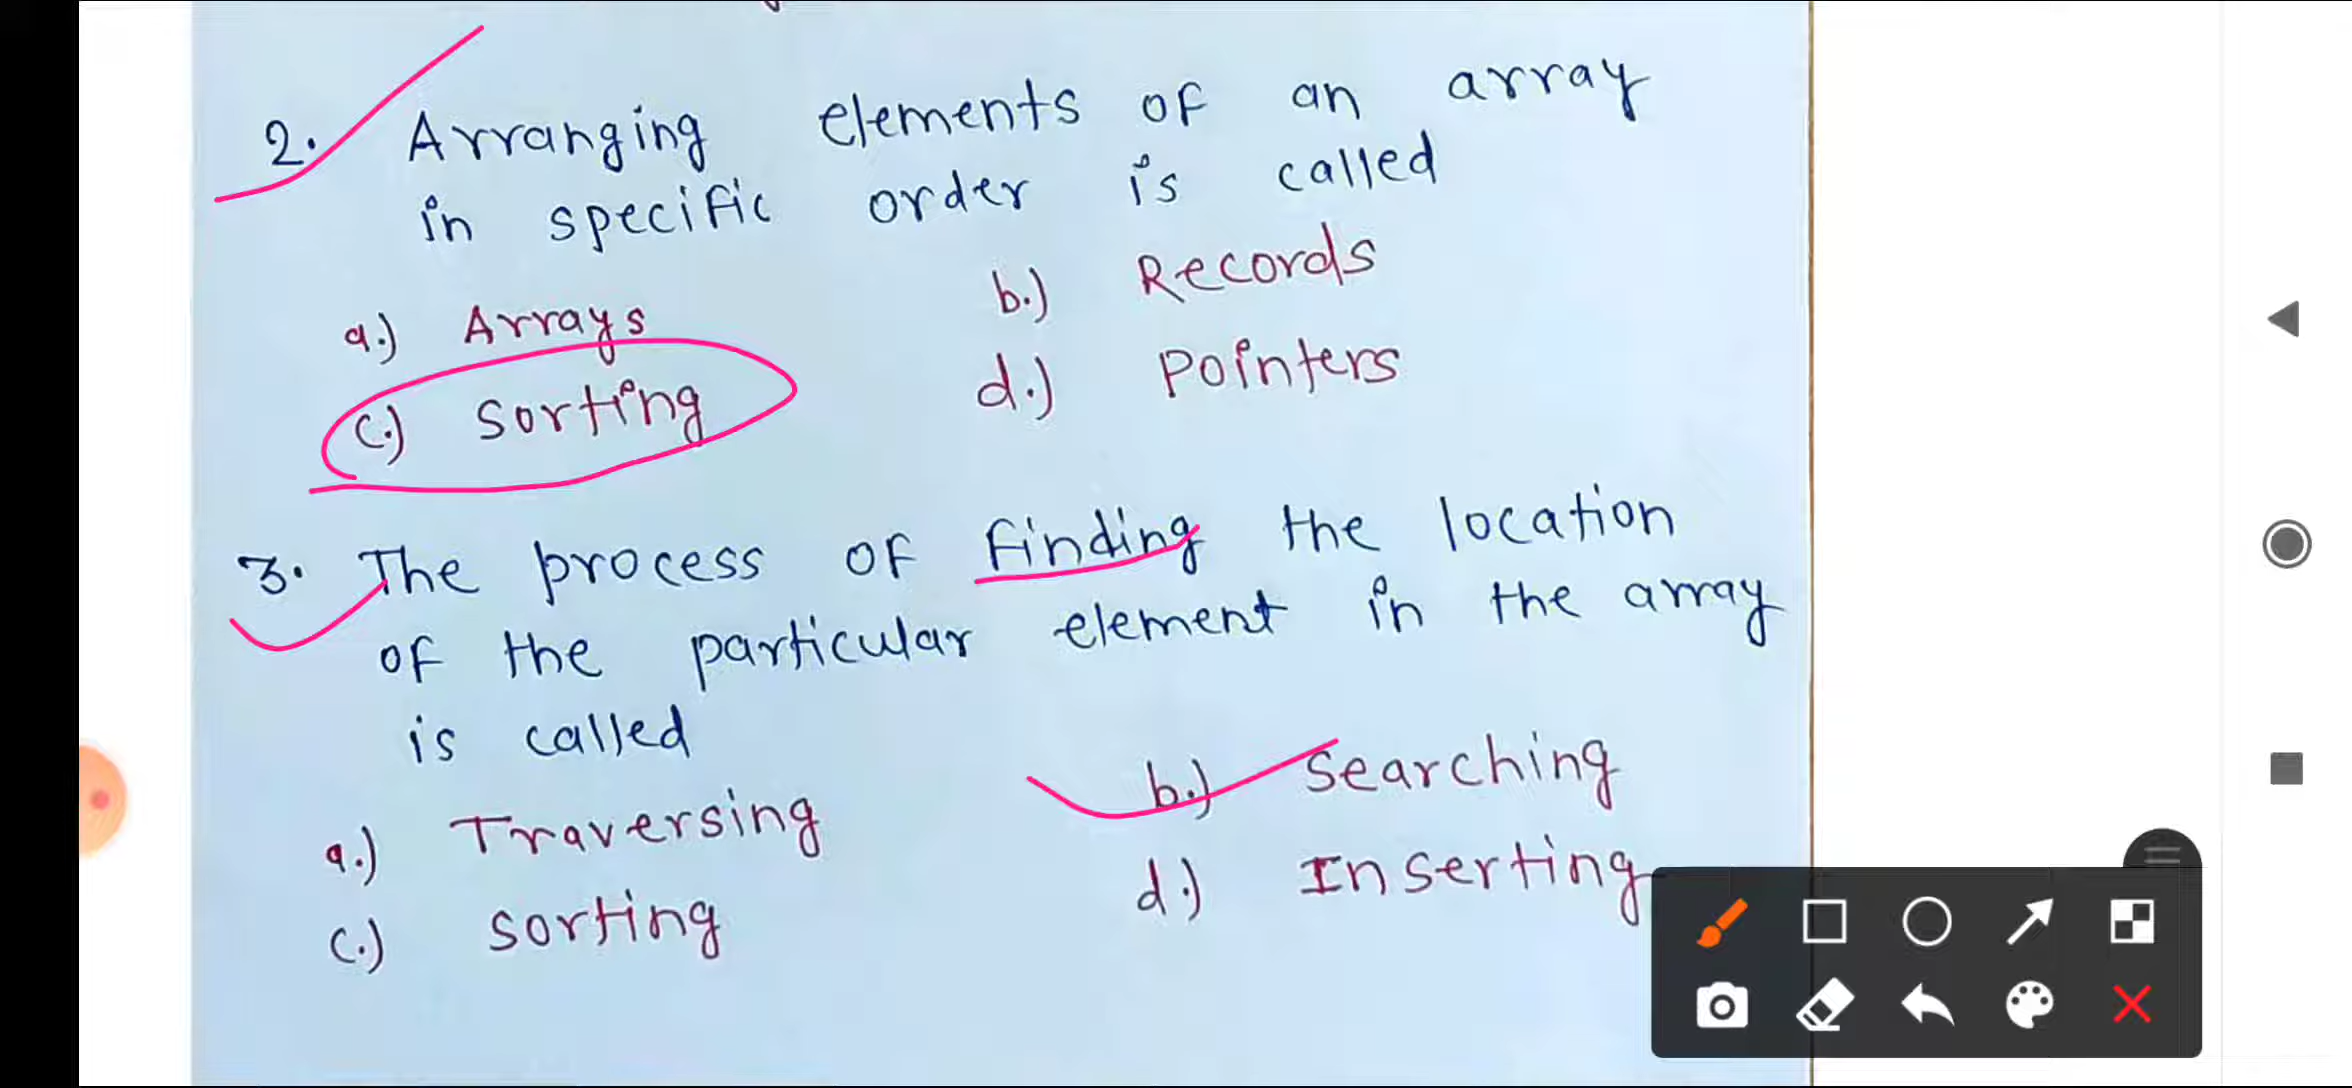 2. Arranging elements of an array
in specific order is called
a.) Arrays b.) Records
c.) Sorting d.) Pointers
3. The process of finding the location
of the particular element in the array
is called
a.) Traversing b.) Searching
c.) sorting d.) Inserting